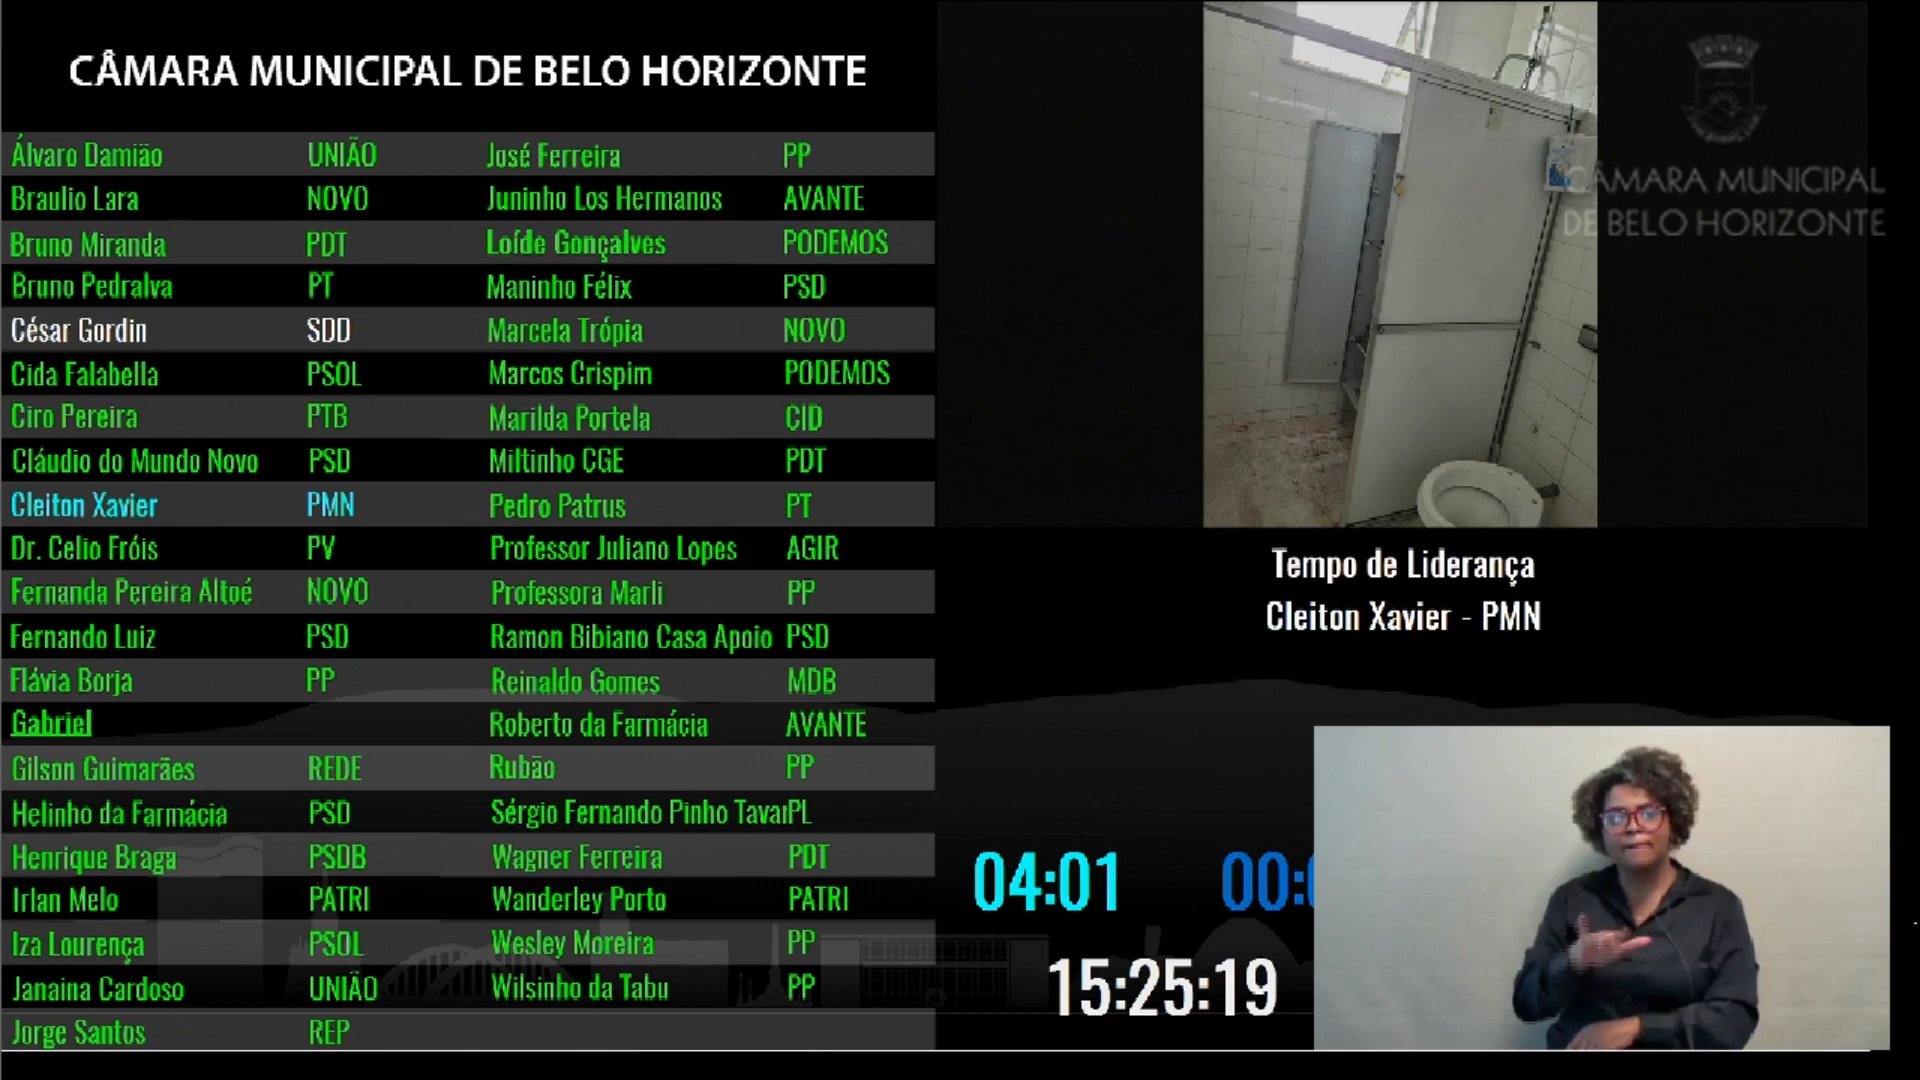 CÂMARA MUNICIPAL DE BELO HORIZONTE
Álvaro Damião UNIÃO José Ferreira PP
Braulio Lara NOVO Juninho Los Hermanos AVANTE
Bruno Miranda PDT Loíde Gonçalves PODEMOS
Bruno Pedralva PT Maninho Félix PSD
César Gordin SDD Marcela Trópia NOVO
Cida Falabella PSOL Marcos Crispim PODEMOS
Ciro Pereira PTB Marilda Portela CID
Cláudio do Mundo Novo PSD Miltinho CGE PDT
Cleiton Xavier PMN Pedro Patrus PT
Dr. Celio Fróis PV Professor Juliano Lopes AGIR
Fernanda Pereira Altoé NOVO Professora Marli PP
Fernando Luiz PSD Ramon Bibiano Casa Apoio PSD
Flávia Borja PP Reinaldo Gomes MDB
Gabriel Roberto da Farmácia AVANTE
Gilson Guimarães REDE Rubão PP
Helinho da Farmácia PSD Sérgio Fernando Pinho Tavar PL
Henrique Braga PSDB Wagner Ferreira PDT
Irlan Melo PATRI Wanderley Porto PATRI
Iza Lourença PSOL Wesley Moreira PP
Janaina Cardoso UNIÃO Wilsinho da Tabu PP
Jorge Santos REP
CÂMARA MUNICIPAL
DE BELO HORIZONTE
Tempo de Liderança
Cleiton Xavier - PMN
04:01 00:
15:25:19